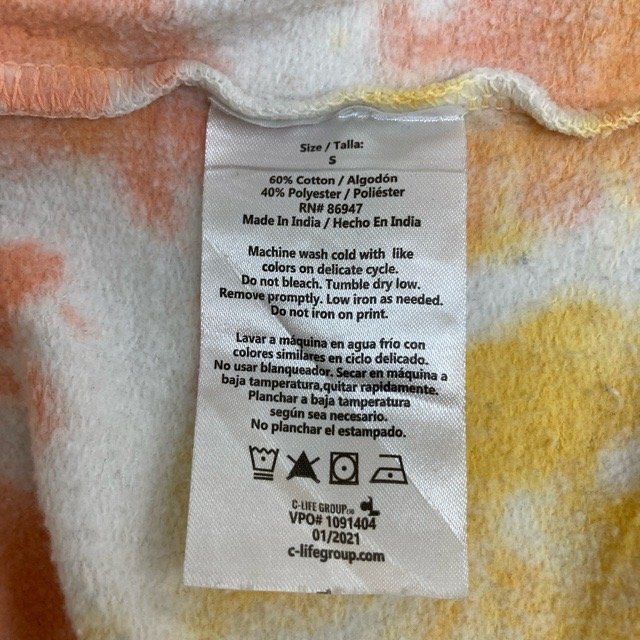 Size / Talla:
S
60% Cotton / Algodón
40% Polyester / Poliéster
RN# 86947
Made In India / Hecho En India
Machine wash cold with like
colors on delicate cycle.
Do not bleach. Tumble dry low.
Remove promptly. Low iron as needed.
Do not iron on print.
Lavar a máquina en agua fría con
colores similares en ciclo delicado.
No usar blanqueador. Secar en máquina a
baja temperatura,quitar rapidamente.
Planchar a baja temperatura
según sea necesario.
No planchar el estampado.
C-LIFE GROUP
VPO# 1091404
01/2021
c-lifegroup.com